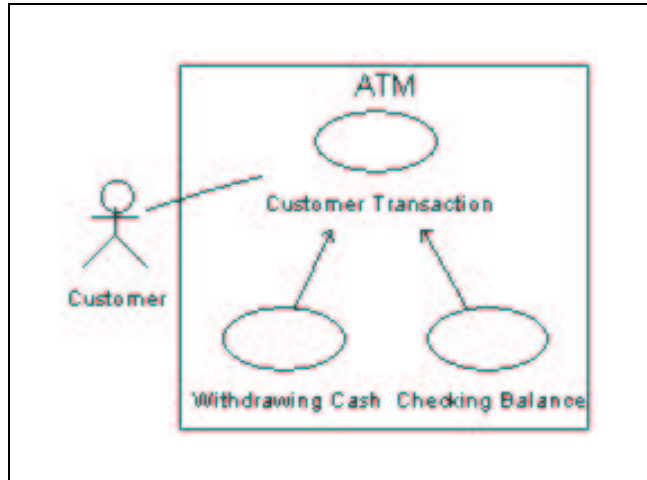 ATM
Customer Transaction
Customer
Withdrawing Cash
Checking Balance